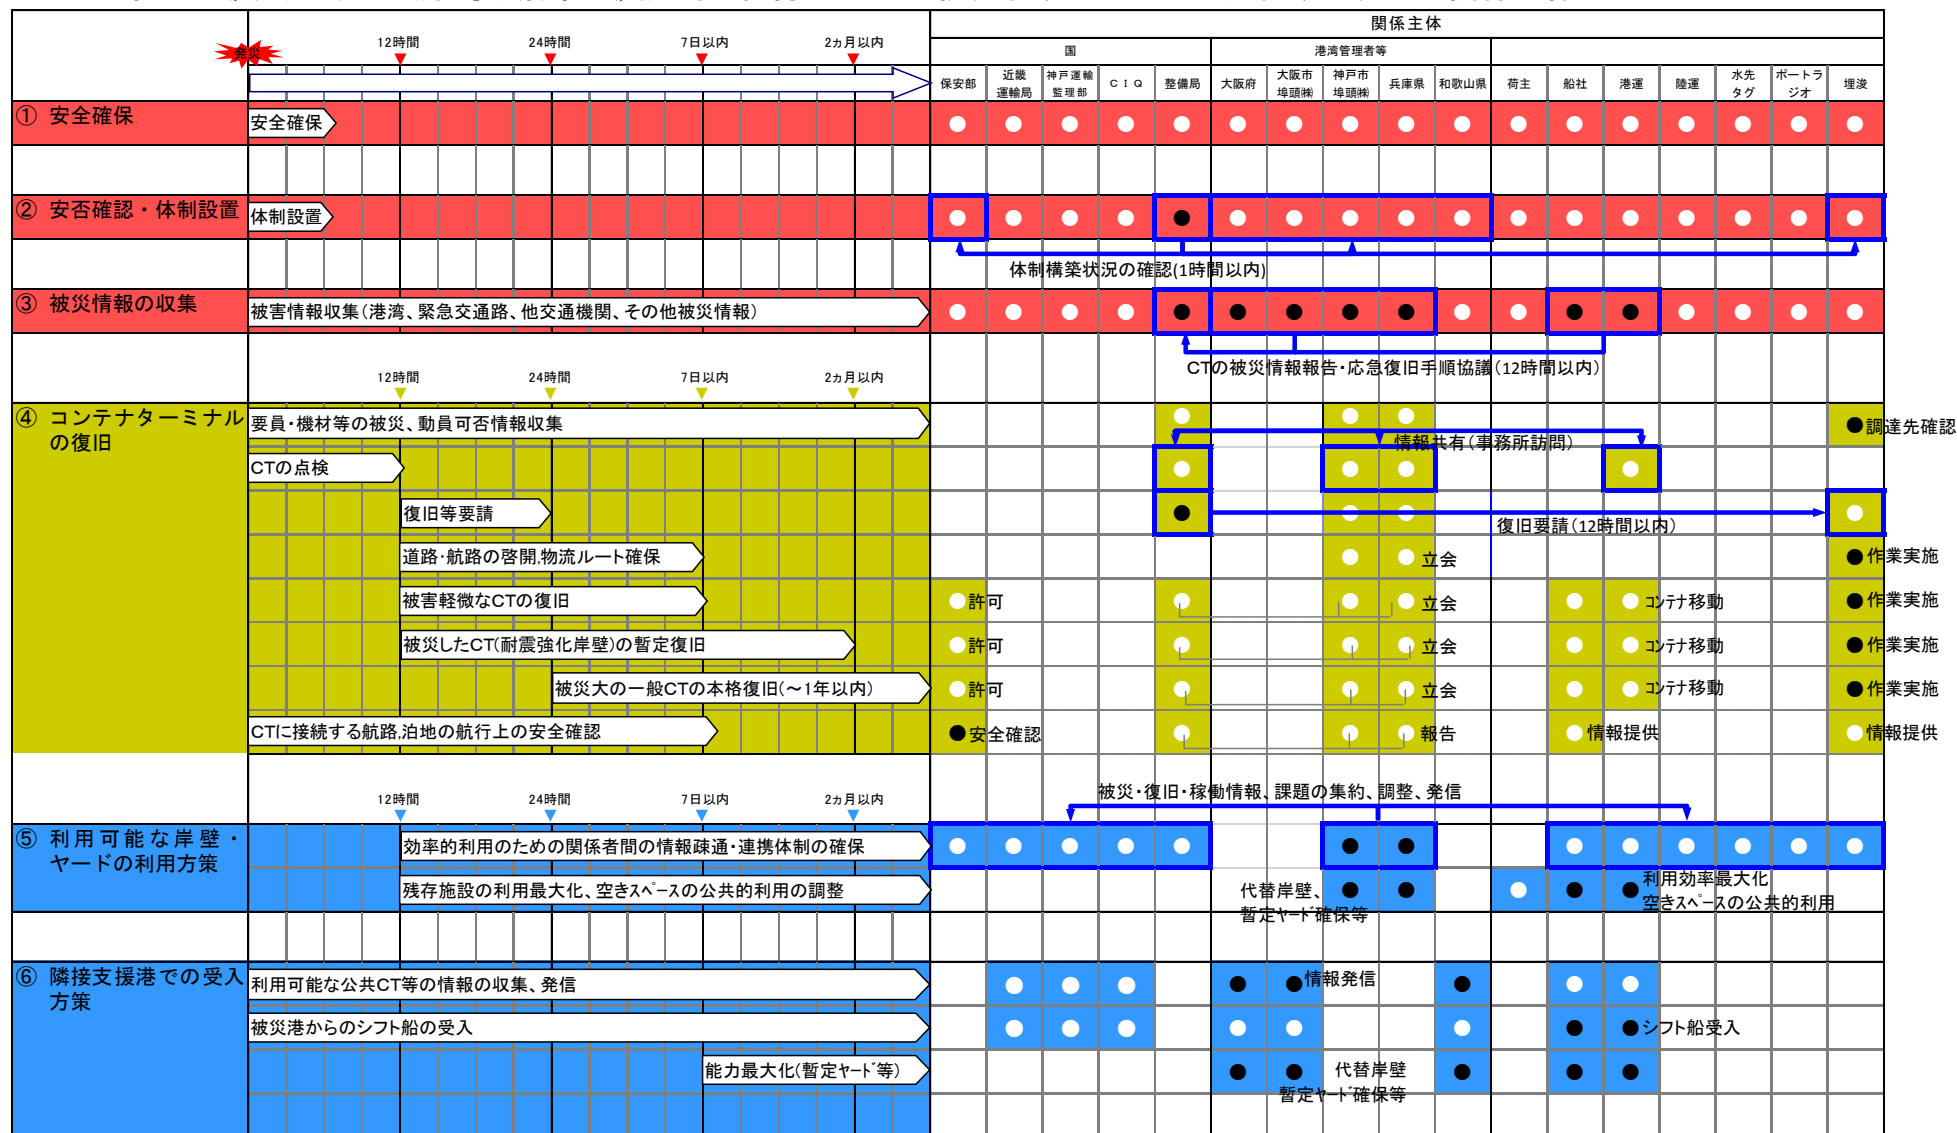 関係主体
12時間 24時間 7日以内 2ヵ月以内
発災
国 港湾管理者等
保安部 近畿運輸局 神戸運輸監理部 CIQ 整備局 大阪府 大阪市埠頭㈱ 神戸市埠頭㈱ 兵庫県 和歌山県 荷主 船社 港運 陸運 水先タグ ポートラジオ 埋浚
① 安全確保
安全確保
② 安否確認・体制設置
体制設置
体制構築状況の確認(1時間以内)
③ 被災情報の収集
被害情報収集(港湾、緊急交通路、他交通機関、その他被災情報)
CTの被災情報報告・応急復旧手順協議(12時間以内)
12時間 24時間 7日以内 2ヵ月以内
④ コンテナターミナル
の復旧
要員・機材等の被災、動員可否情報収集
調達先確認
情報共有(事務所訪問)
CTの点検
復旧等要請
復旧要請(12時間以内)
道路・航路の啓開,物流ルート確保
立会
作業実施
被害軽微なCTの復旧
許可
立会
コンテナ移動
作業実施
被災したCT(耐震強化岸壁)の暫定復旧
許可
立会
コンテナ移動
作業実施
被災大の一般CTの本格復旧(～1年以内)
許可
立会
コンテナ移動
作業実施
CTに接続する航路,泊地の航行上の安全確認
安全確認
報告
情報提供
情報提供
被災・復旧・稼働情報、課題の集約、調整、発信
12時間 24時間 7日以内 2ヵ月以内
⑤ 利用可能な岸壁・
ヤードの利用方策
効率的利用のための関係者間の情報疎通・連携体制の確保
残存施設の利用最大化、空きスペースの公共的利用の調整
代替岸壁、
暫定ヤード確保等
利用効率最大化
空きスペースの公共的利用
⑥ 隣接支援港での受入
方策
利用可能な公共CT等の情報の収集、発信
情報発信
被災港からのシフト船の受入
シフト船受入
能力最大化(暫定ヤード等)
代替岸壁
暫定ヤード確保等